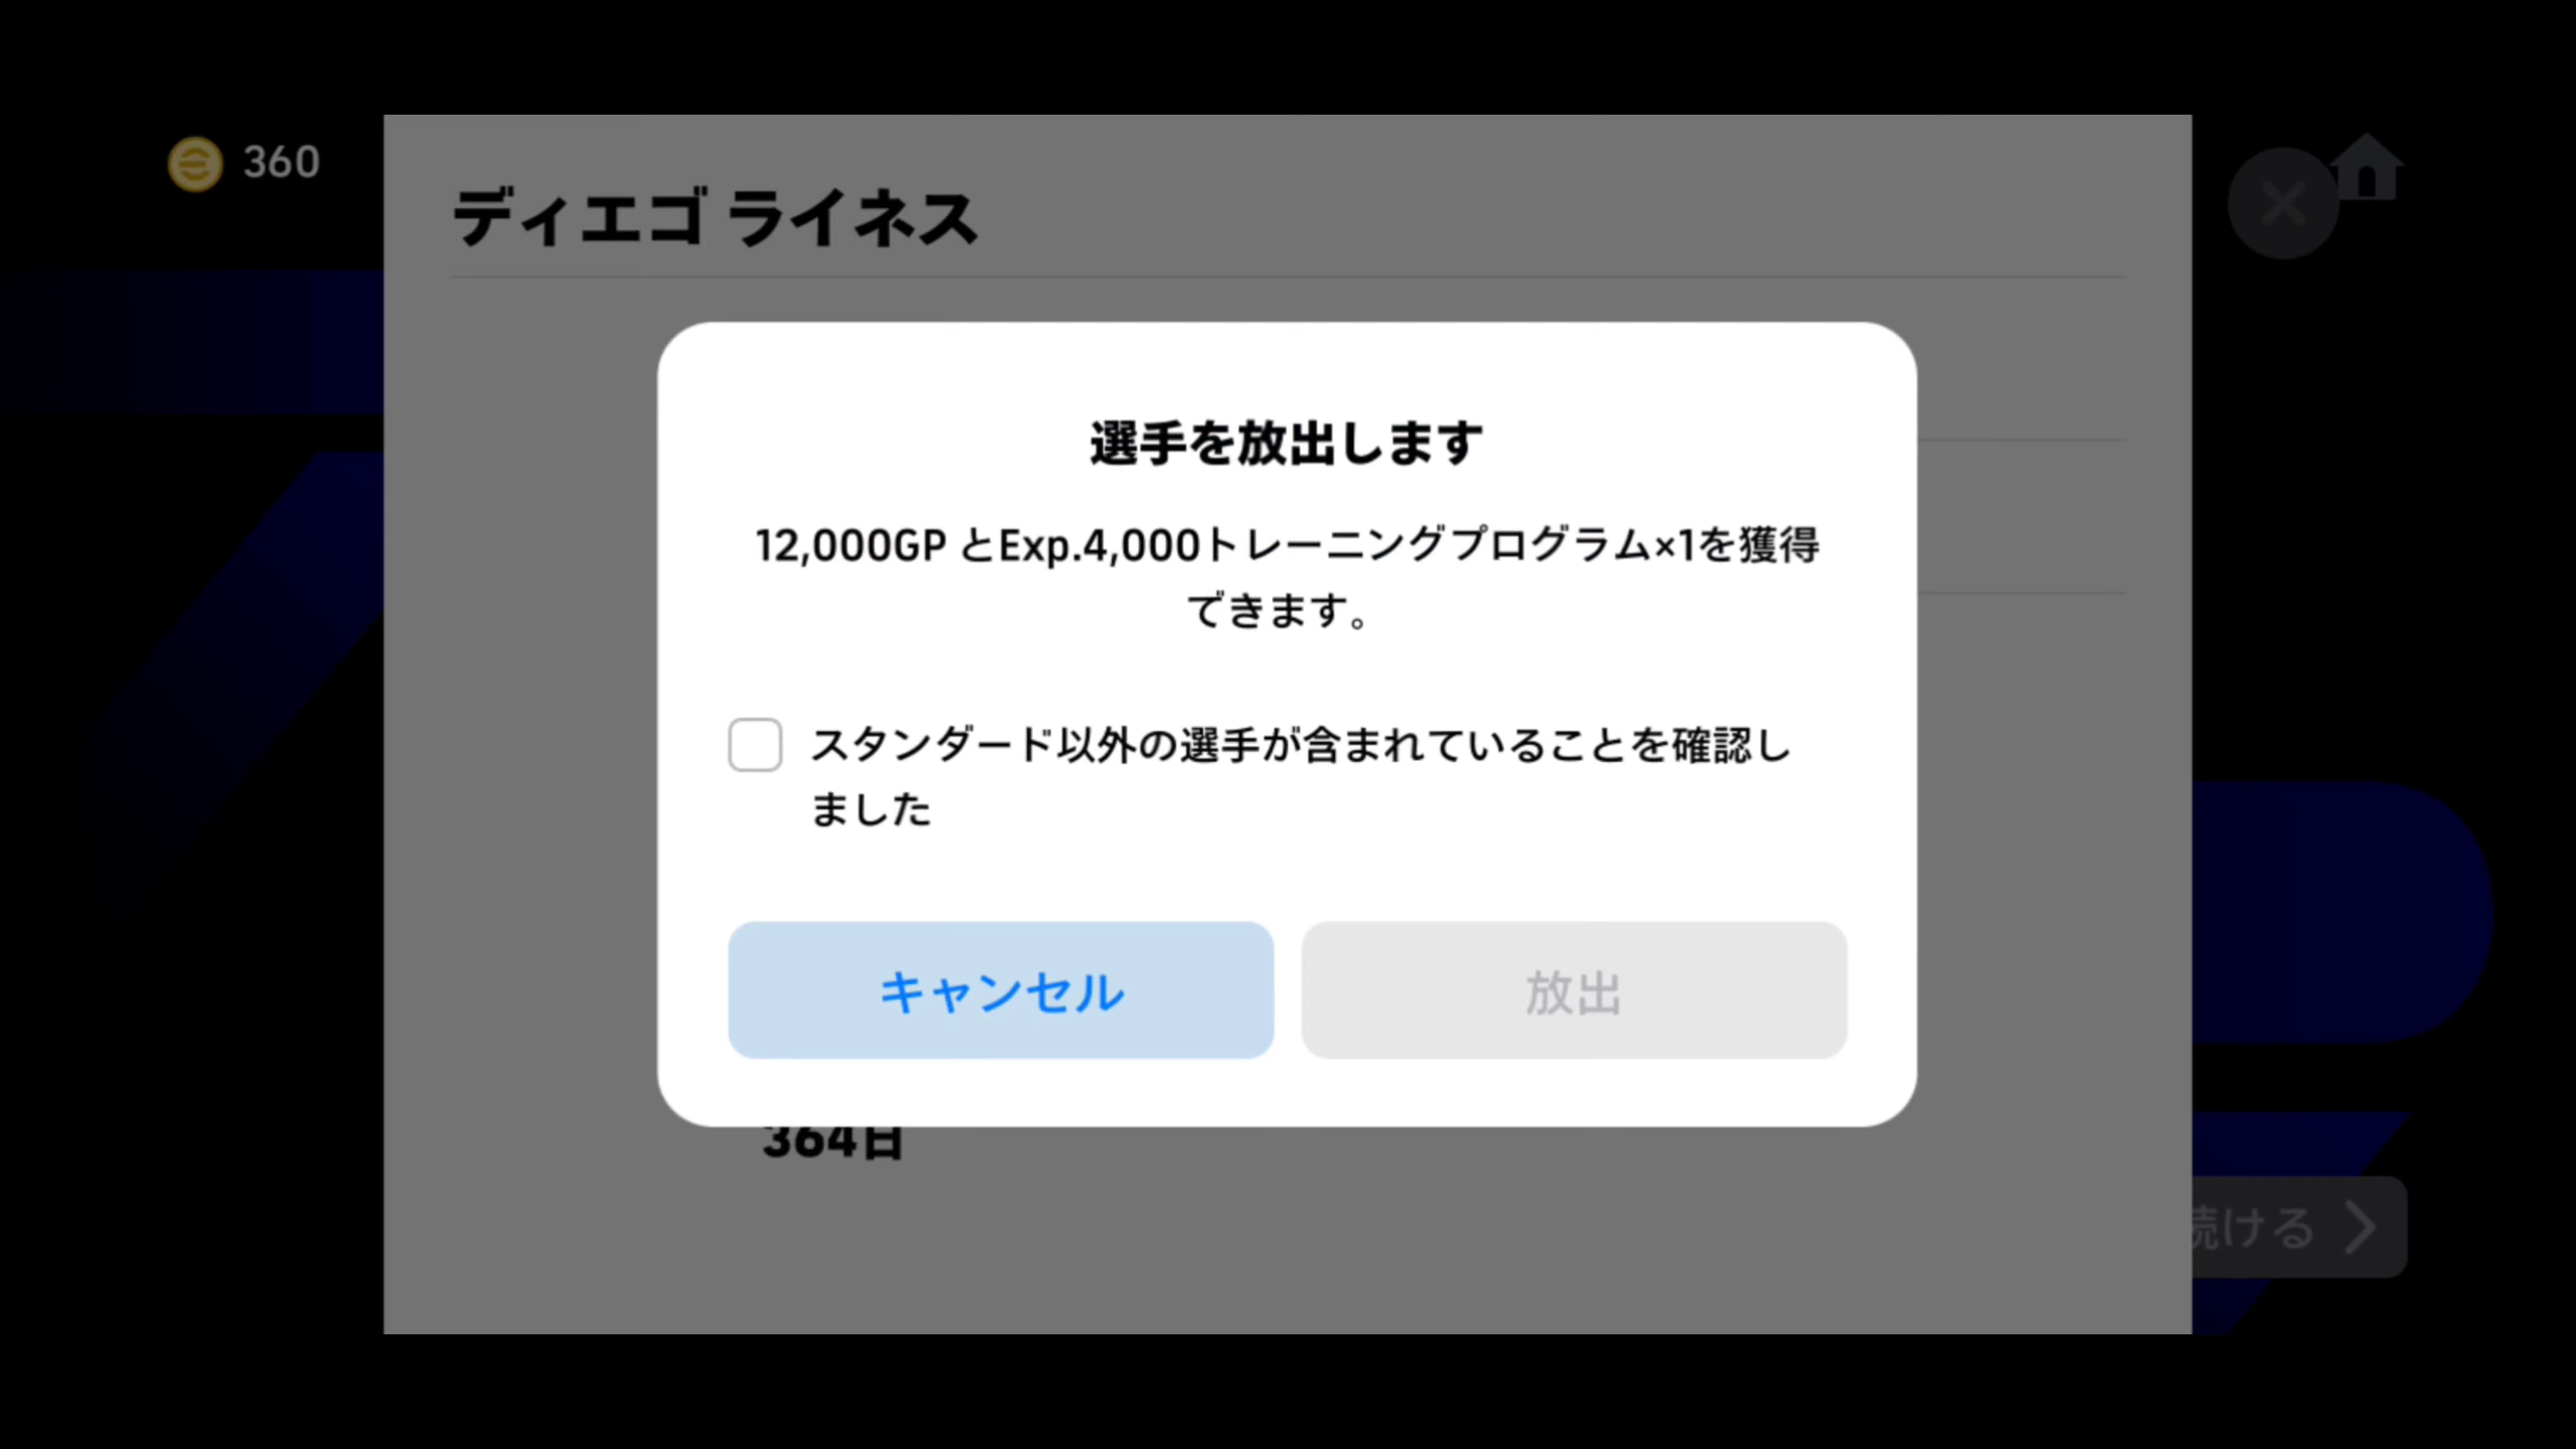 360
ディエゴ ライネス
選手を放出します
12,000GP とExp.4,000トレーニングプログラム×1を獲得
できます。
スタンダード以外の選手が含まれていることを確認し
ました
キャンセル
放出
364日
続ける